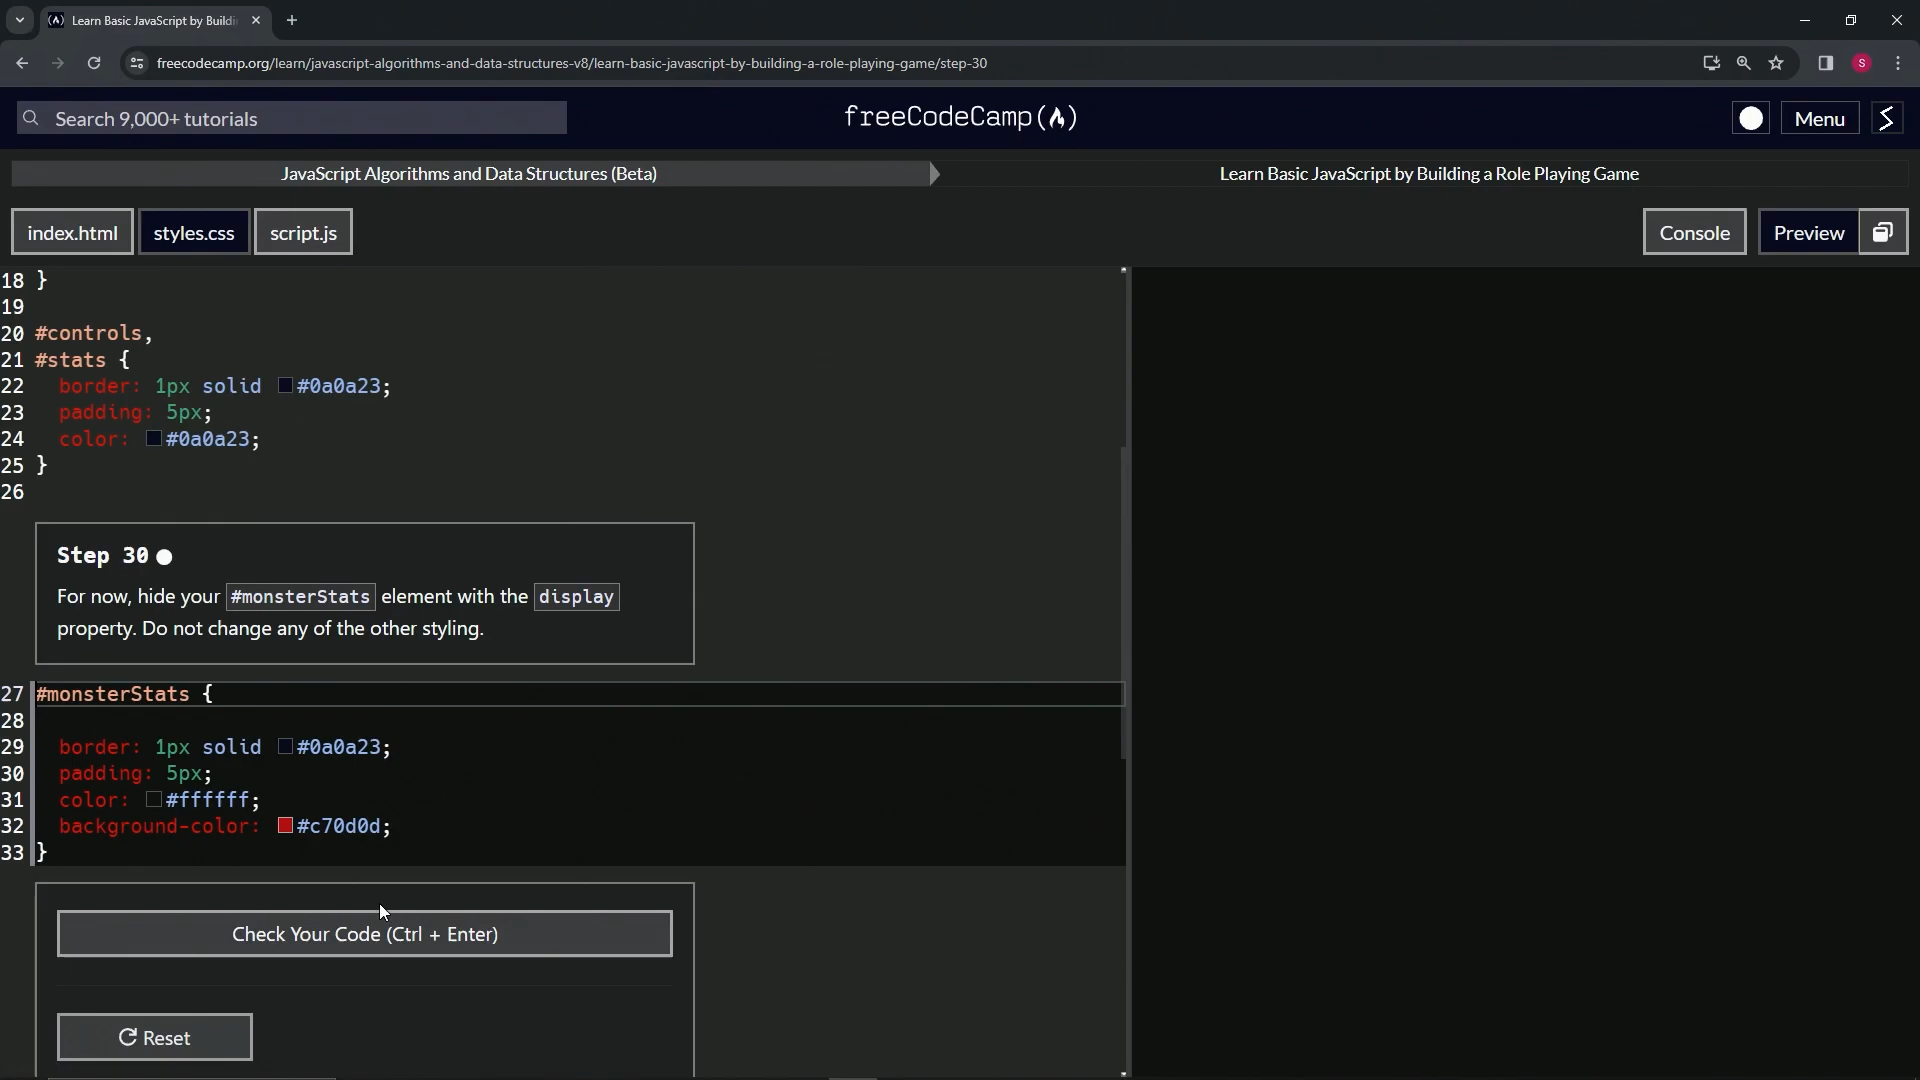 Learn Basic JavaScript by Buildi
freecodecamp.org/learn/javascript-algorithms-and-data-structures-v8/learn-basic-javascript-by-building-a-role-playing-game/step-30
S
Search 9,000+ tutorials
freeCodeCamp(🔥)
Menu
JavaScript Algorithms and Data Structures (Beta)
Learn Basic JavaScript by Building a Role Playing Game
index.html
styles.css
script.js
Console
Preview
18 }
19
20 #controls,
21 #stats {
22 border: 1px solid #0a0a23;
23 padding: 5px;
24 color: #0a0a23;
25 }
26
Step 30
For now, hide your #monsterStats element with the display
property. Do not change any of the other styling.
27 #monsterStats {
28
29 border: 1px solid #0a0a23;
30 padding: 5px;
31 color: #ffffff;
32 background-color: #c70d0d;
33 }
Check Your Code (Ctrl + Enter)
Reset